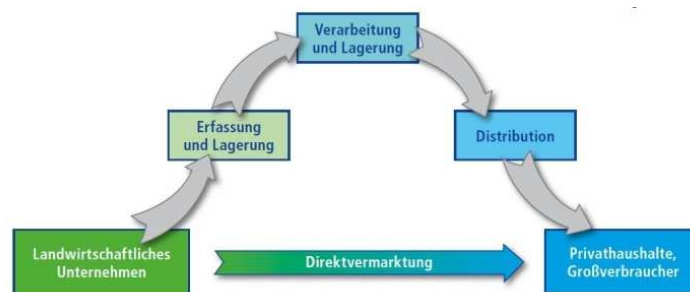 Verarbeitung
und Lagerung
Erfassung
und Lagerung
Distribution
Landwirtschaftliches
Unternehmen
Direktvermarktung
Privathaushalte,
Großverbraucher